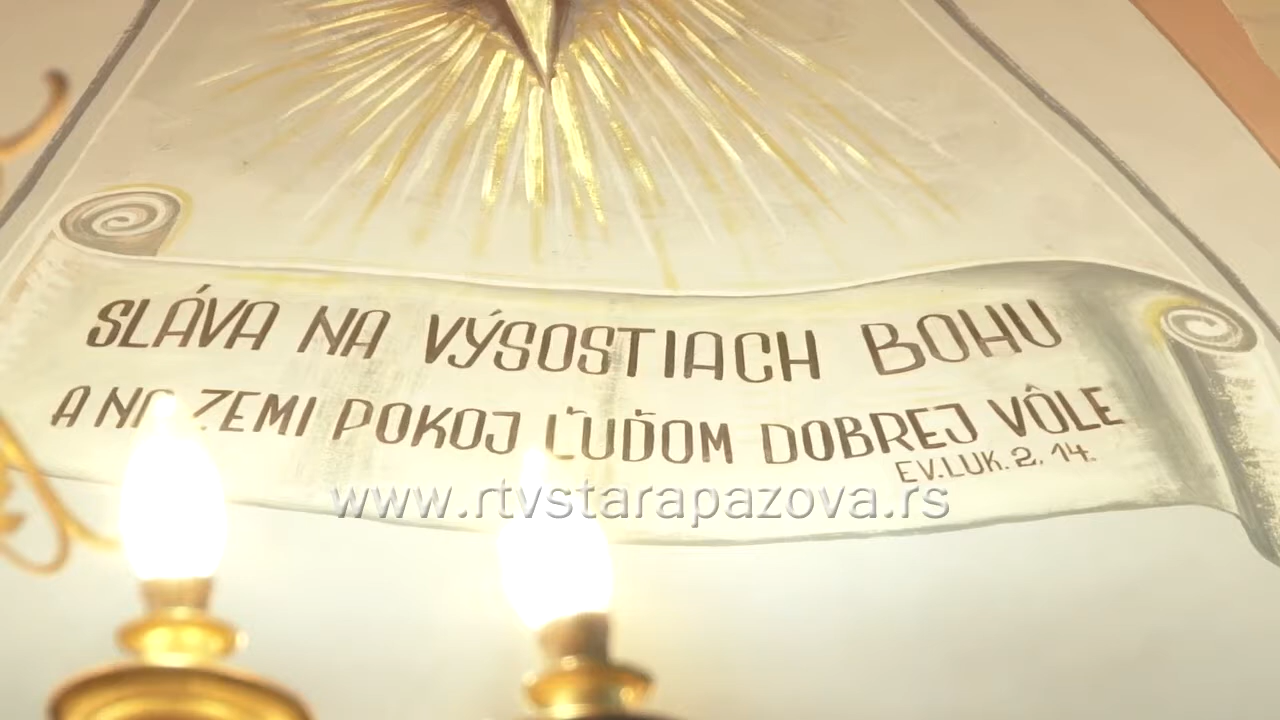 SLÁVA NA VÝSOSTIACH BOHU
A NA ZEMI POKOJ ĽUĎOM DOBREJ VÔLE
EV.LUK.2.14.
www.rtvstarapazova.rs